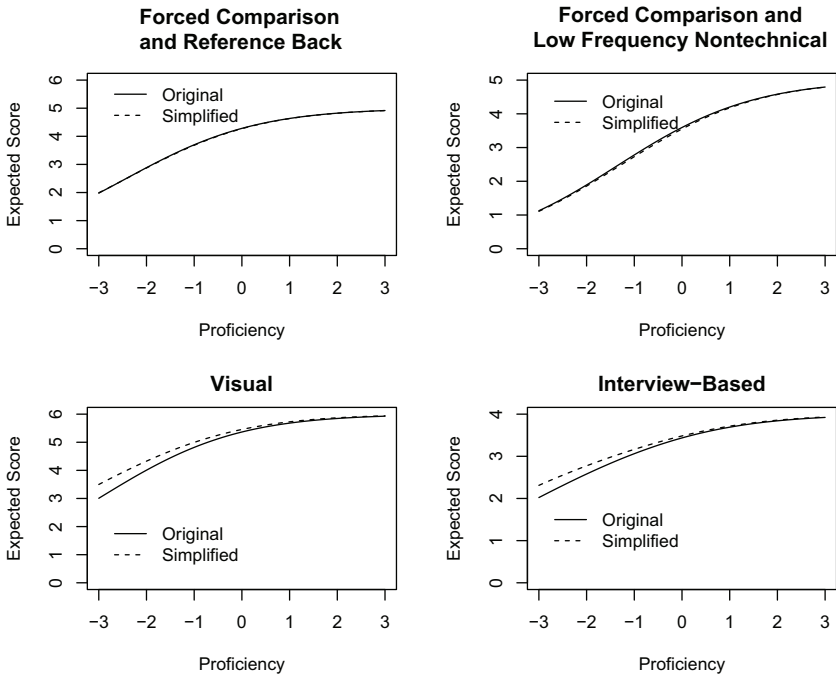 Forced Comparison
and Reference Back
Forced Comparison and
Low Frequency Nontechnical
Expected Score
6
5
4
3
2
1
0
Original
Simplified
−3 −2 −1 0 1 2 3
Proficiency
Expected Score
5
4
3
2
1
0
Original
Simplified
−3 −2 −1 0 1 2 3
Proficiency
Visual
Expected Score
6
5
4
3
2
1
0
Original
Simplified
−3 −2 −1 0 1 2 3
Proficiency
Interview−Based
Expected Score
4
3
2
1
0
Original
Simplified
−3 −2 −1 0 1 2 3
Proficiency